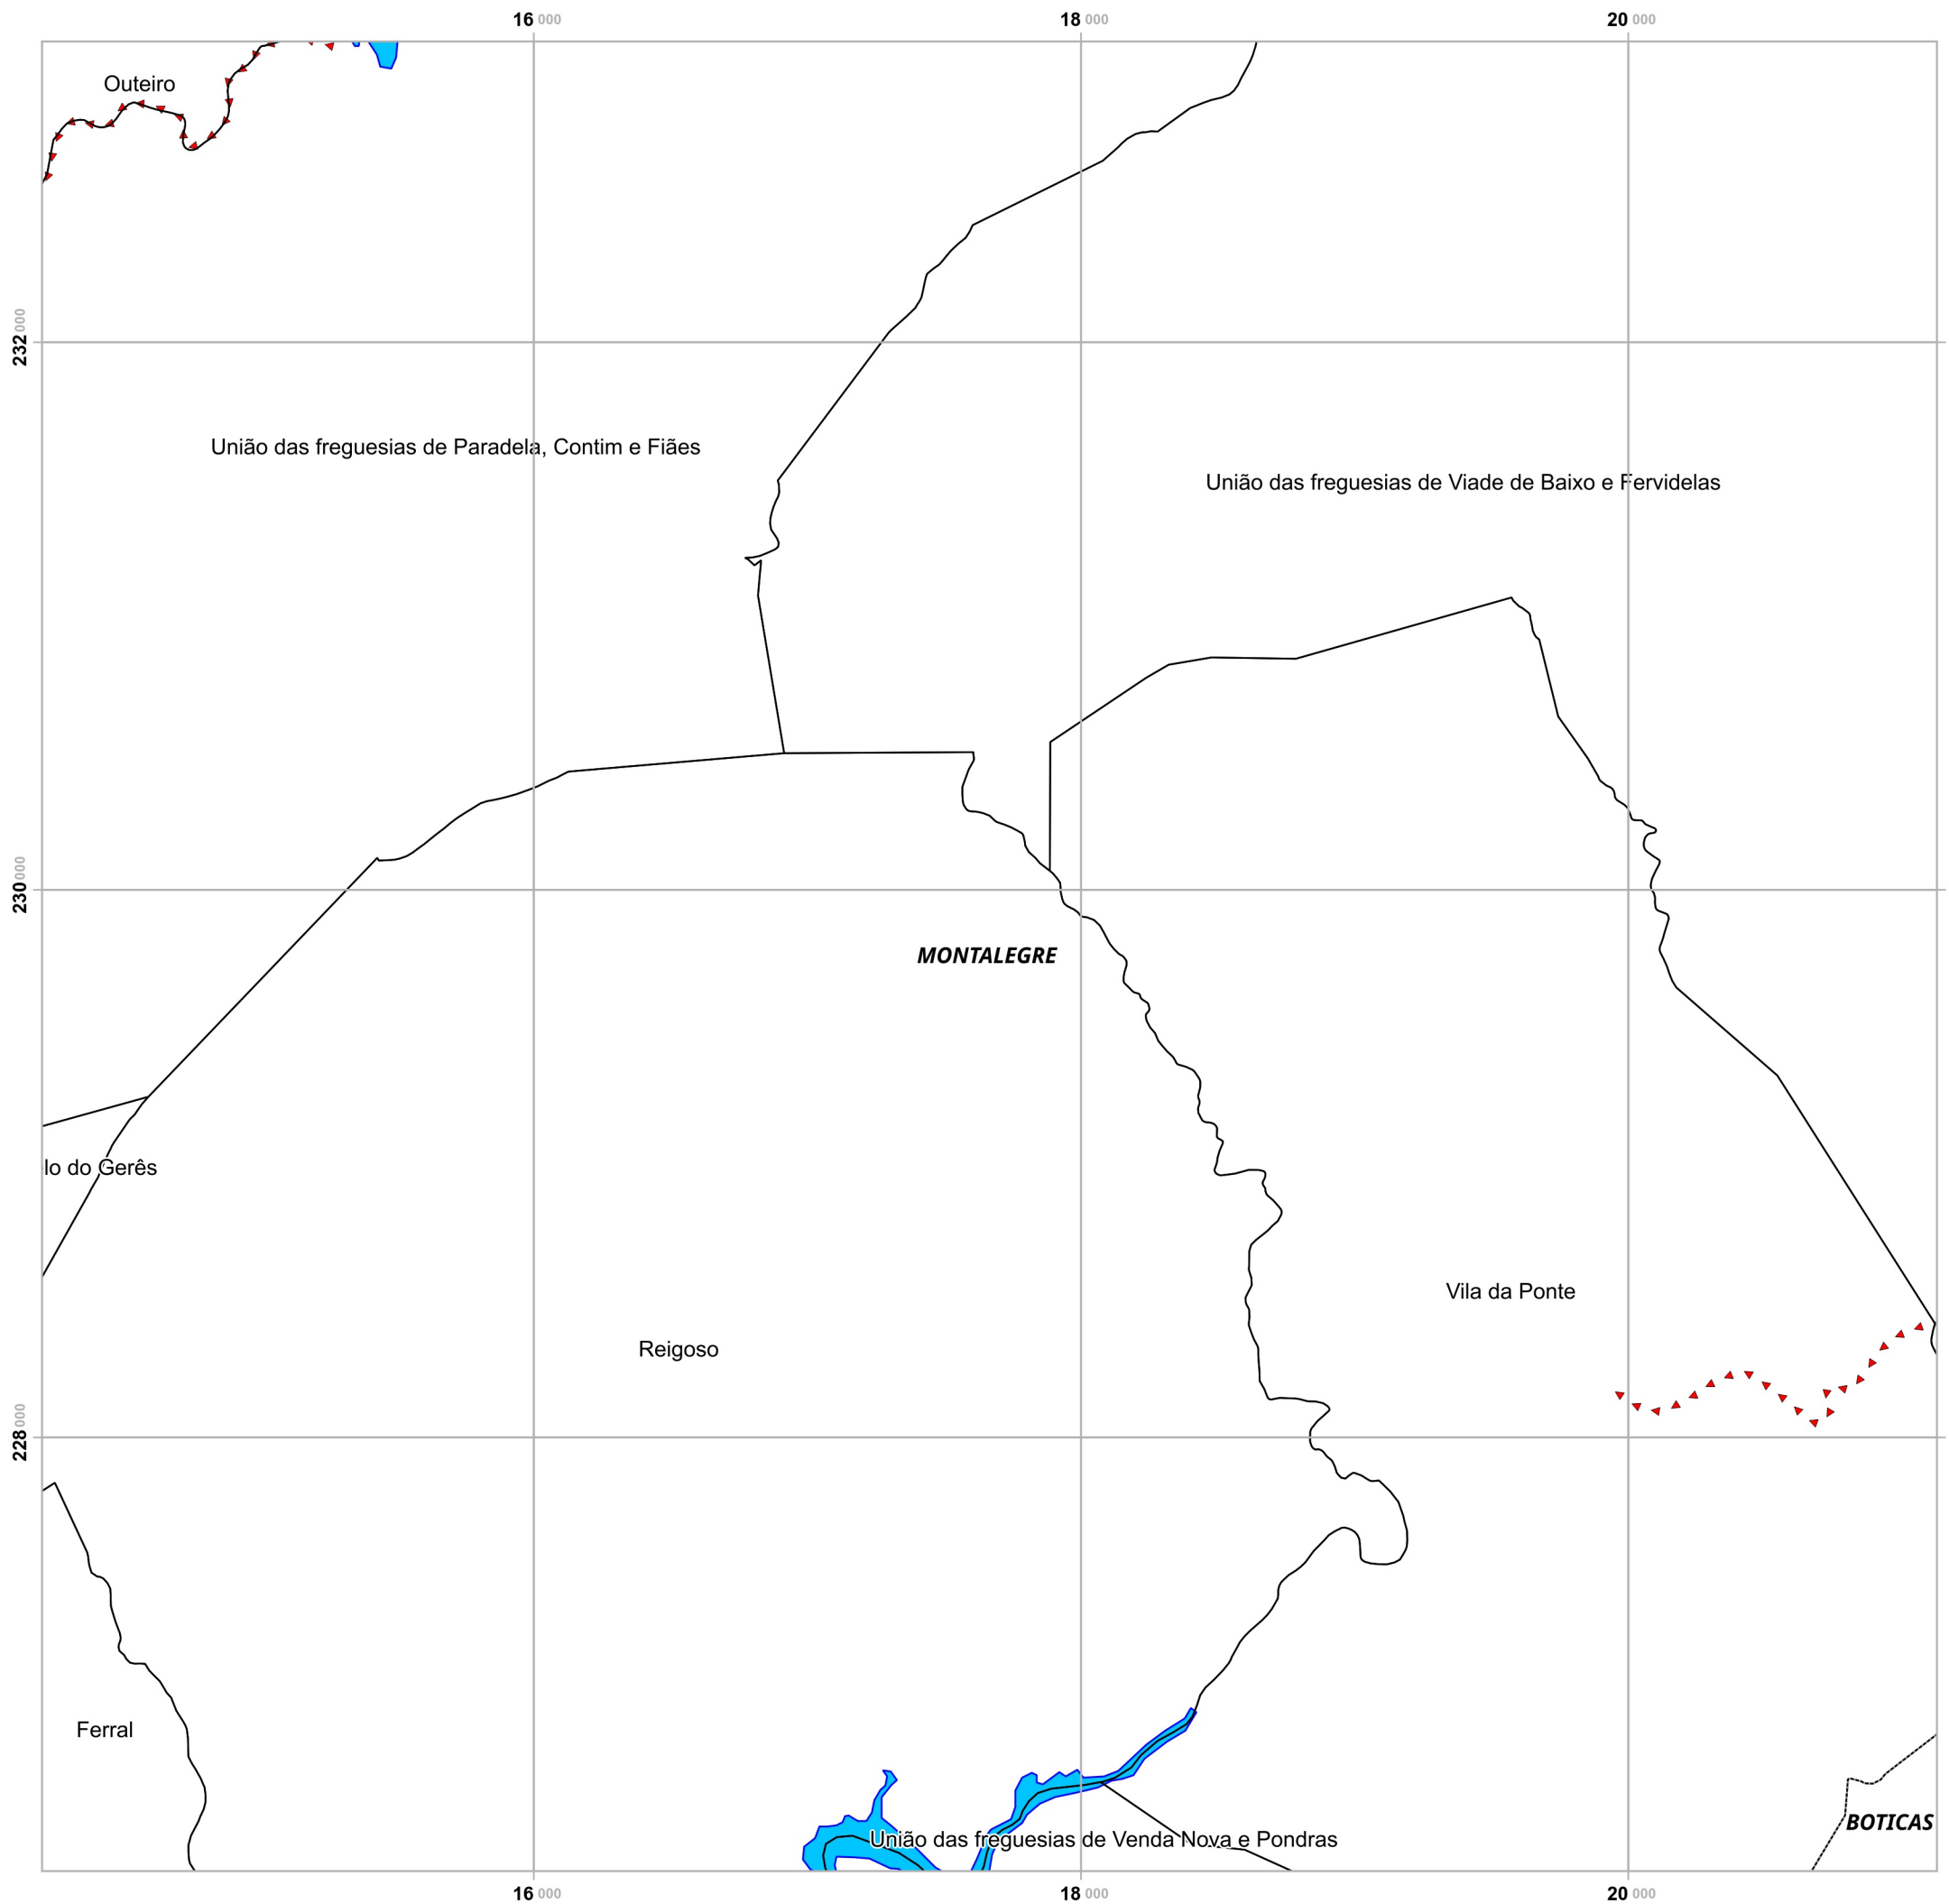 16 000 18 000 20 000
Outeiro
232 000
União das freguesias de Paradela, Contim e Fiães
União das freguesias de Viade de Baixo e Fervidelas
230 000
MONTALEGRE
lo do Gerês
Vila da Ponte
Reigoso
228 000
Ferral
BOTICAS
União das freguesias de Venda Nova e Pondras
16 000 18 000 20 000